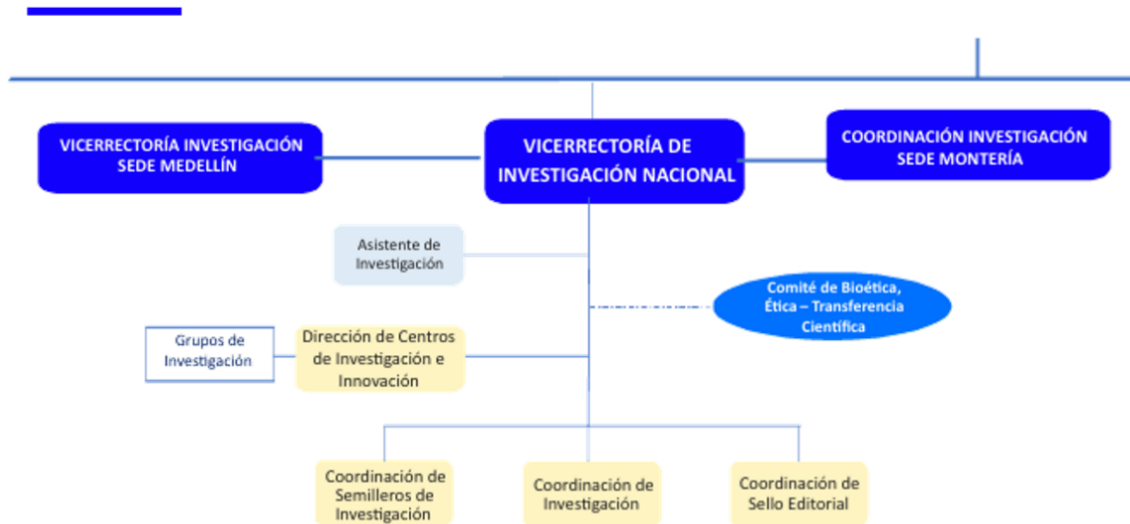 VICERRECTORÍA INVESTIGACIÓN
SEDE MEDELLÍN
VICERRECTORÍA DE
INVESTIGACIÓN NACIONAL
COORDINACIÓN INVESTIGACIÓN
SEDE MONTERÍA
Asistente de
Investigación
Comité de Bioética,
Ética – Transferencia
Científica
Grupos de
Investigación
Dirección de Centros
de Investigación e
Innovación
Coordinación de
Semilleros de
Investigación
Coordinación de
Investigación
Coordinación de
Sello Editorial